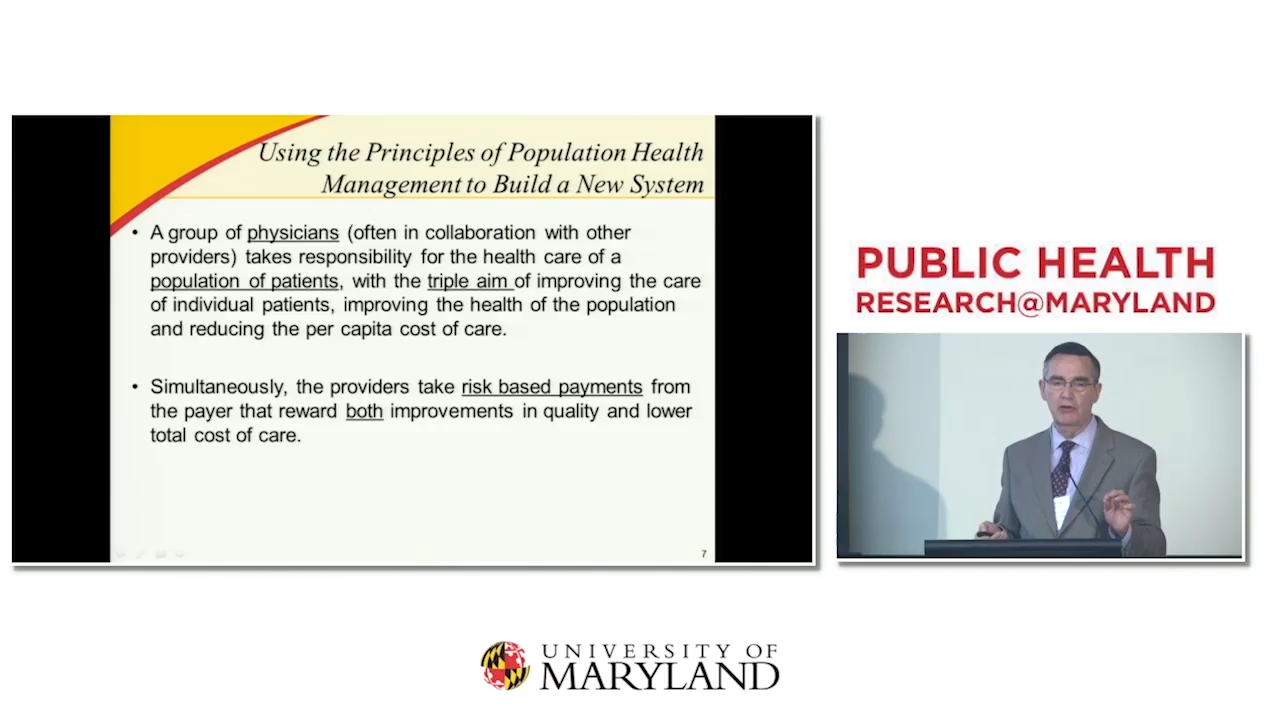 Using the Principles of Population Health
Management to Build a New System
• A group of physicians (often in collaboration with other
providers) takes responsibility for the health care of a
population of patients, with the triple aim of improving the care
of individual patients, improving the health of the population
and reducing the per capita cost of care.
• Simultaneously, the providers take risk based payments from
the payer that reward both improvements in quality and lower
total cost of care.
7
PUBLIC HEALTH
RESEARCH@MARYLAND
UNIVERSITY OF
MARYLAND